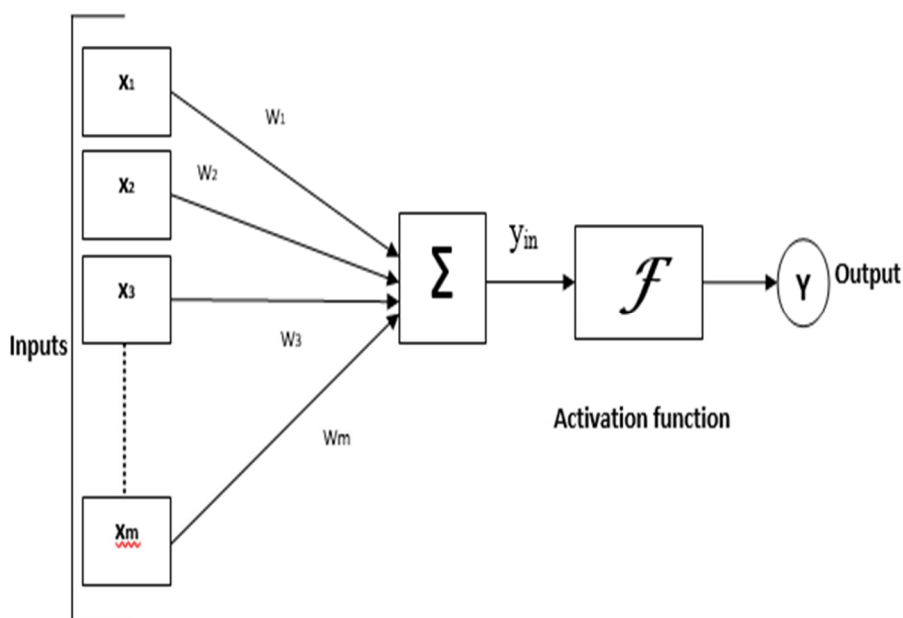 X1
W1
X2
W2
X3
Inputs
W3
Wm
Xm
Σ
yin
F
Activation function
Y
Output